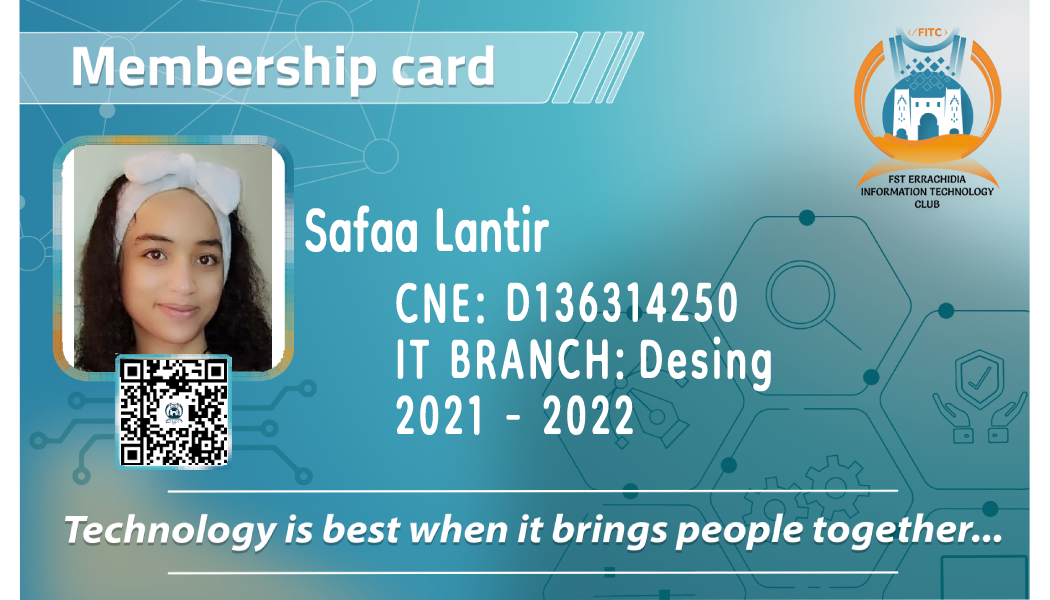 Membership card
</FITC>
FST ERRACHIDIA
INFORMATION TECHNOLOGY
CLUB
Safaa Lantir
CNE: D136314250
IT BRANCH: Desing
2021 - 2022
Technology is best when it brings people together...